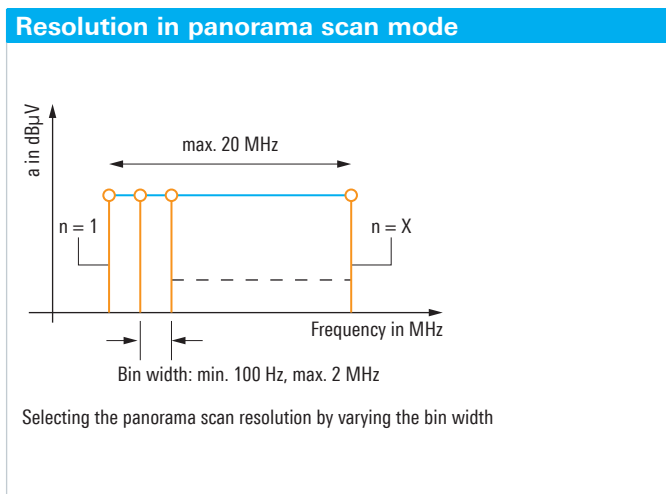 Resolution in panorama scan mode
a in dBµV
max. 20 MHz
n = 1
n = X
Frequency in MHz
Bin width: min. 100 Hz, max. 2 MHz
Selecting the panorama scan resolution by varying the bin width